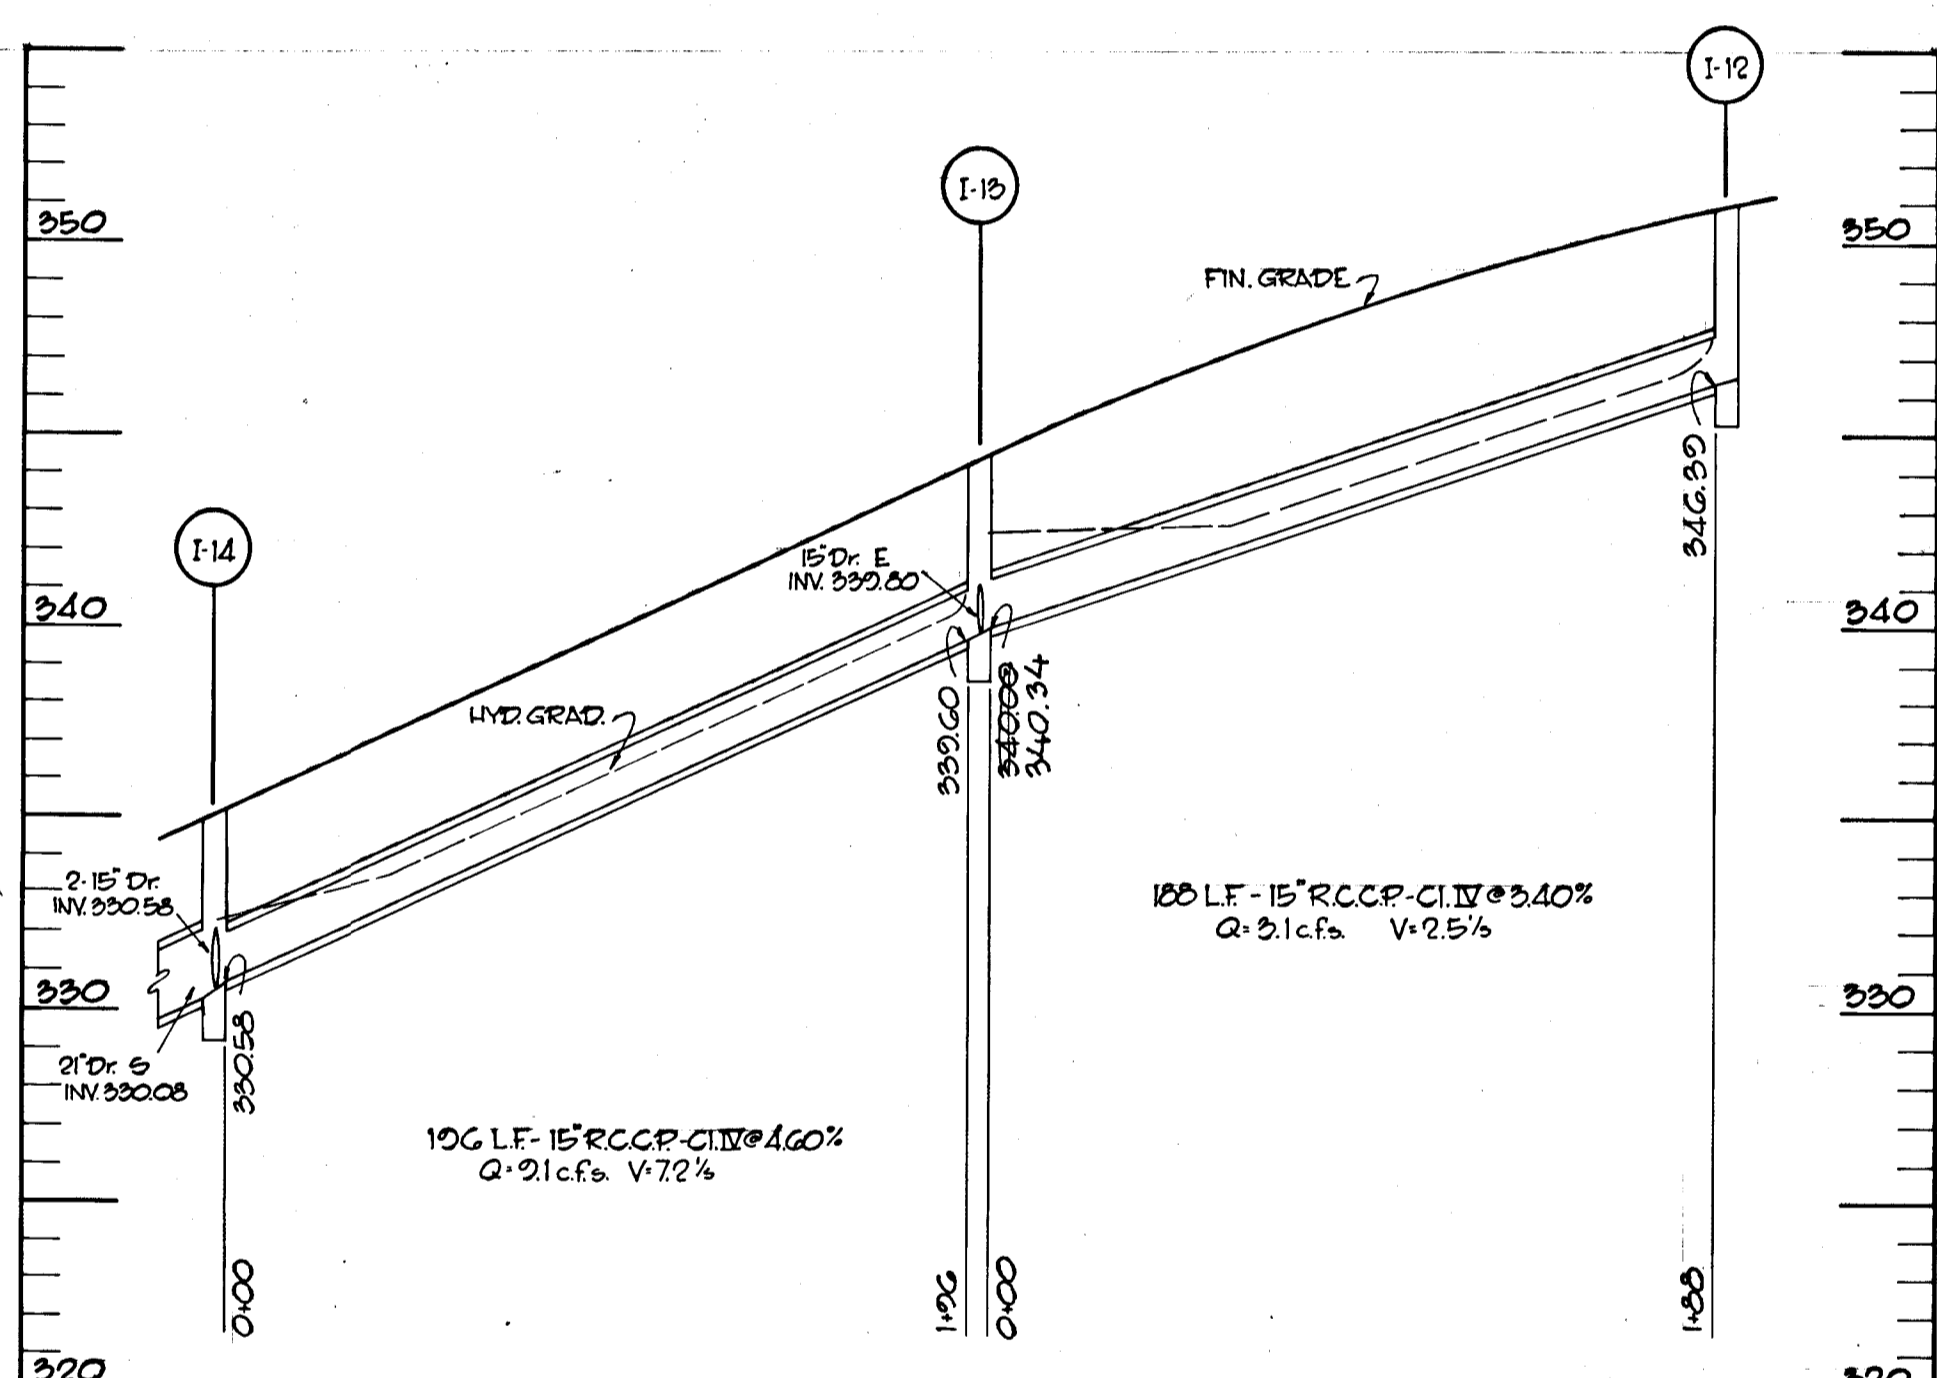 I-12
I-13
350
350
FIN. GRADE
I-14
346.39
15" Dr. E
INV. 339.80
340
340
339.60
340.00
340.34
HYD. GRAD.
2-15" Dr.
INV. 330.58
188 L.F. - 15" R.C.C.P. - Cl. IV @ 3.40%
Q= 3.1 c.f.s. V= 2.5'/s
330
330
330.58
21" Dr. S
INV. 330.08
196 L.F. - 15" R.C.C.P. - Cl. IV @ 4.60%
Q= 9.1 c.f.s. V= 7.2'/s
0+00
1+96
0+00
1+88
320
320